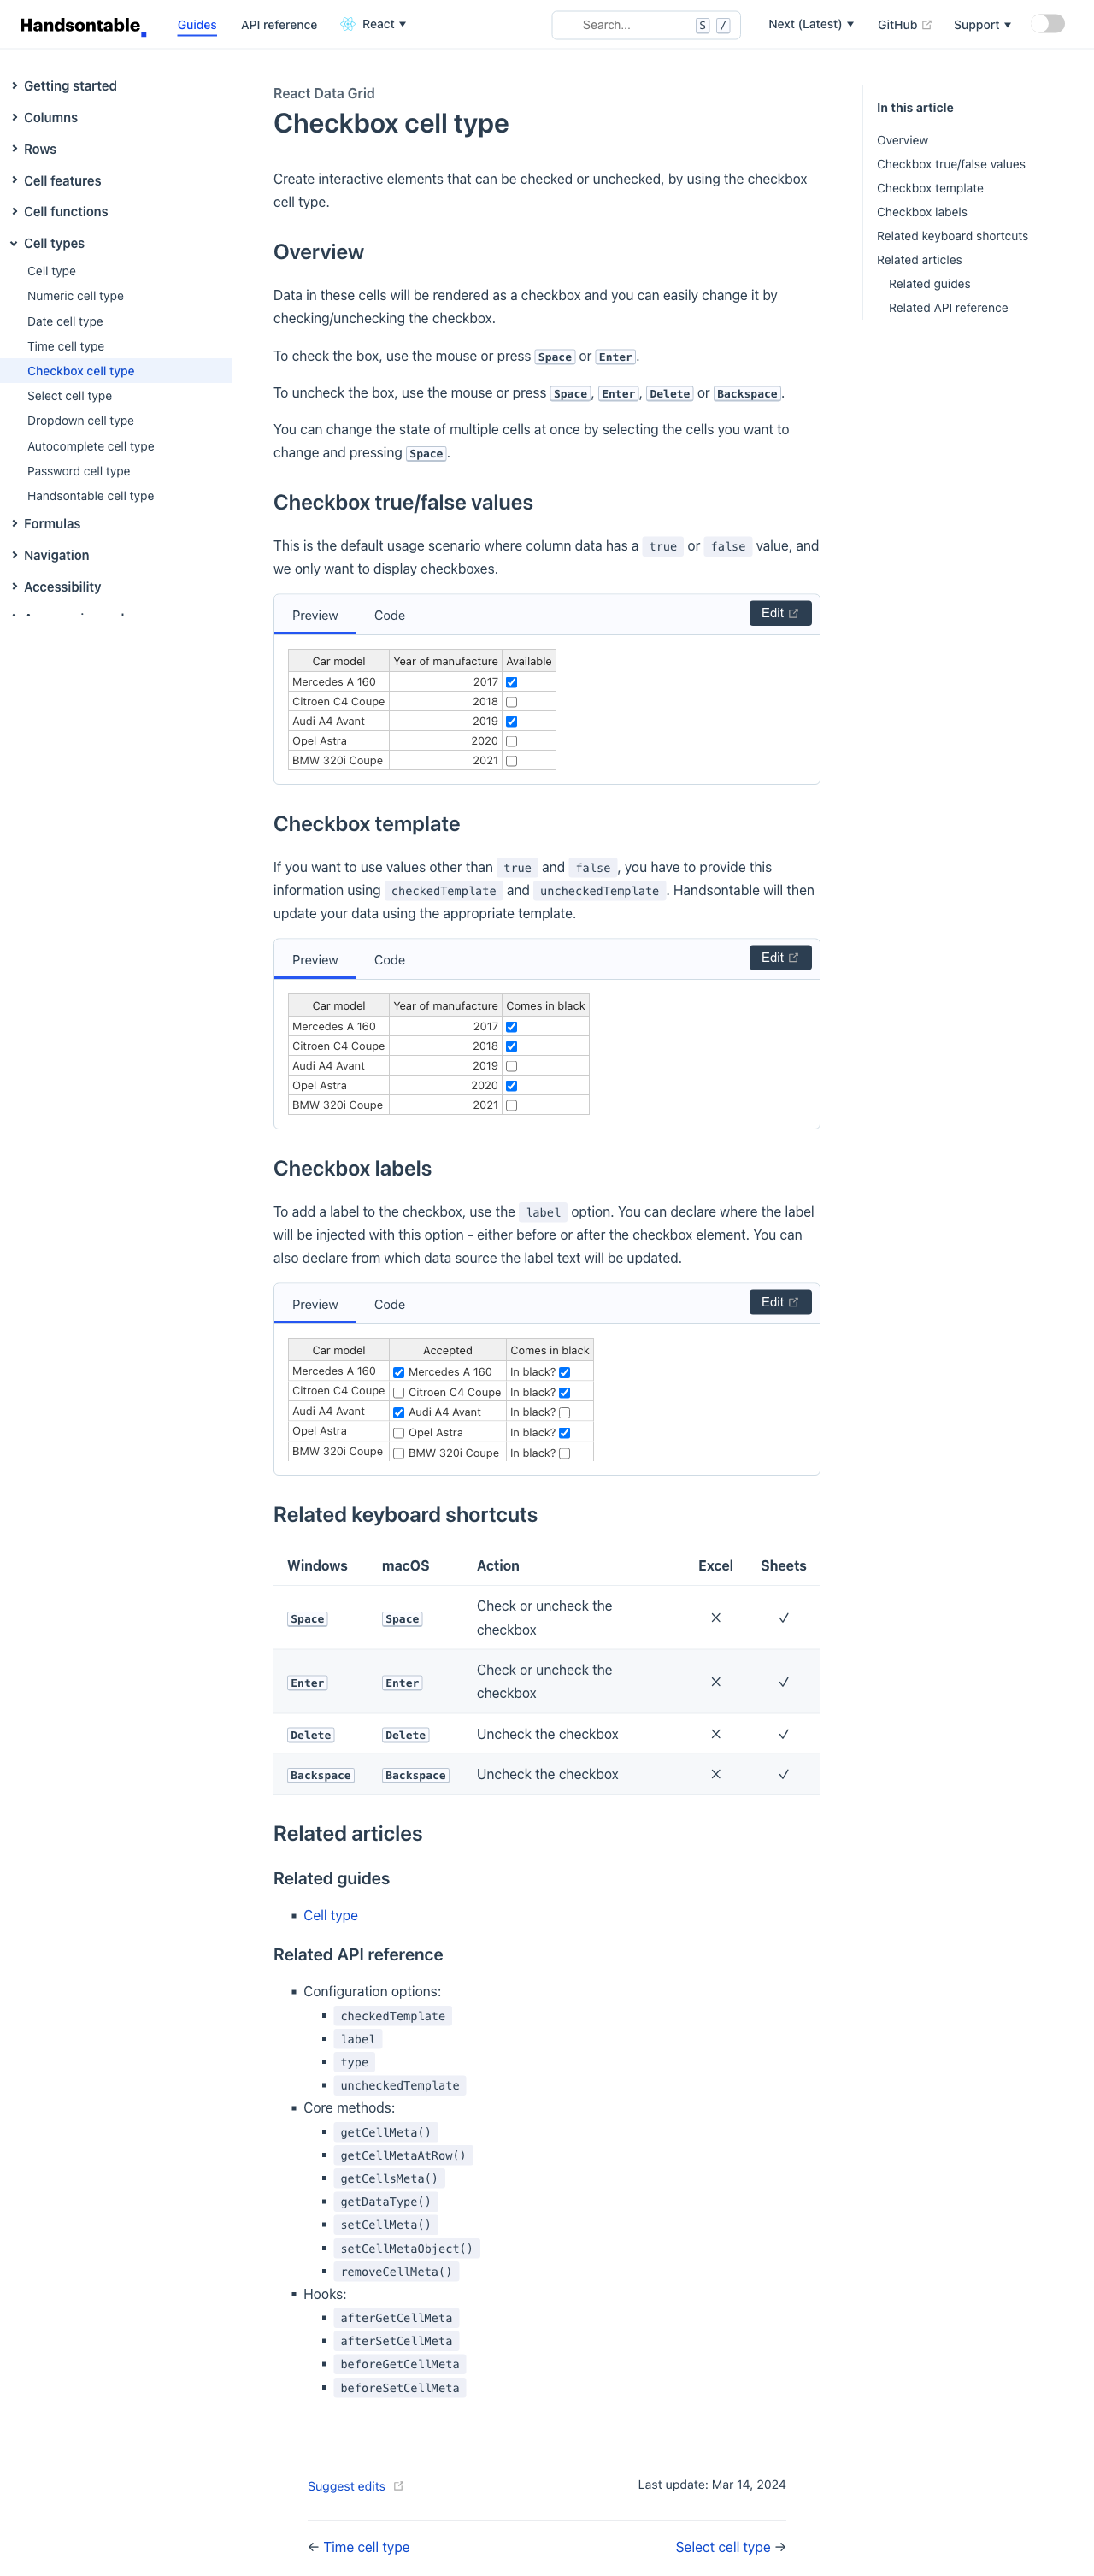 Handsontable
Guides
API reference
React
Search...
S
/
Next (Latest)
GitHub
Support
Getting started
Columns
Rows
Cell features
Cell functions
Cell types
Cell type
Numeric cell type
Date cell type
Time cell type
Checkbox cell type
Select cell type
Dropdown cell type
Autocomplete cell type
Password cell type
Handsontable cell type
Formulas
Navigation
Accessibility
React Data Grid
Checkbox cell type
Create interactive elements that can be checked or unchecked, by using the checkbox
cell type.
Overview
Data in these cells will be rendered as a checkbox and you can easily change it by
checking/unchecking the checkbox.
To check the box, use the mouse or press Space or Enter.
To uncheck the box, use the mouse or press Space, Enter, Delete or Backspace.
You can change the state of multiple cells at once by selecting the cells you want to
change and pressing Space.
Checkbox true/false values
This is the default usage scenario where column data has a true or false value, and
we only want to display checkboxes.
Preview Code Edit
Car model Year of manufacture Available
Mercedes A 160 2017
Citroen C4 Coupe 2018
Audi A4 Avant 2019
Opel Astra 2020
BMW 320i Coupe 2021
Checkbox template
If you want to use values other than true and false, you have to provide this
information using checkedTemplate and uncheckedTemplate. Handsontable will then
update your data using the appropriate template.
Preview Code Edit
Car model Year of manufacture Comes in black
Mercedes A 160 2017
Citroen C4 Coupe 2018
Audi A4 Avant 2019
Opel Astra 2020
BMW 320i Coupe 2021
Checkbox labels
To add a label to the checkbox, use the label option. You can declare where the label
will be injected with this option - either before or after the checkbox element. You can
also declare from which data source the label text will be updated.
Preview Code Edit
Car model Accepted Comes in black
Mercedes A 160 Mercedes A 160 In black?
Citroen C4 Coupe Citroen C4 Coupe In black?
Audi A4 Avant Audi A4 Avant In black?
Opel Astra Opel Astra In black?
BMW 320i Coupe BMW 320i Coupe In black?
Related keyboard shortcuts
Windows macOS Action Excel Sheets
Space Space Check or uncheck the
checkbox
Enter Enter Check or uncheck the
checkbox
Delete Delete Uncheck the checkbox
Backspace Backspace Uncheck the checkbox
Related articles
Related guides
Cell type
Related API reference
Configuration options:
checkedTemplate
label
type
uncheckedTemplate
Core methods:
getCellMeta()
getCellMetaAtRow()
getCellsMeta()
getDataType()
setCellMeta()
setCellMetaObject()
removeCellMeta()
Hooks:
afterGetCellMeta
afterSetCellMeta
beforeGetCellMeta
beforeSetCellMeta
Suggest edits
Last update: Mar 14, 2024
← Time cell type
Select cell type →
In this article
Overview
Checkbox true/false values
Checkbox template
Checkbox labels
Related keyboard shortcuts
Related articles
Related guides
Related API reference